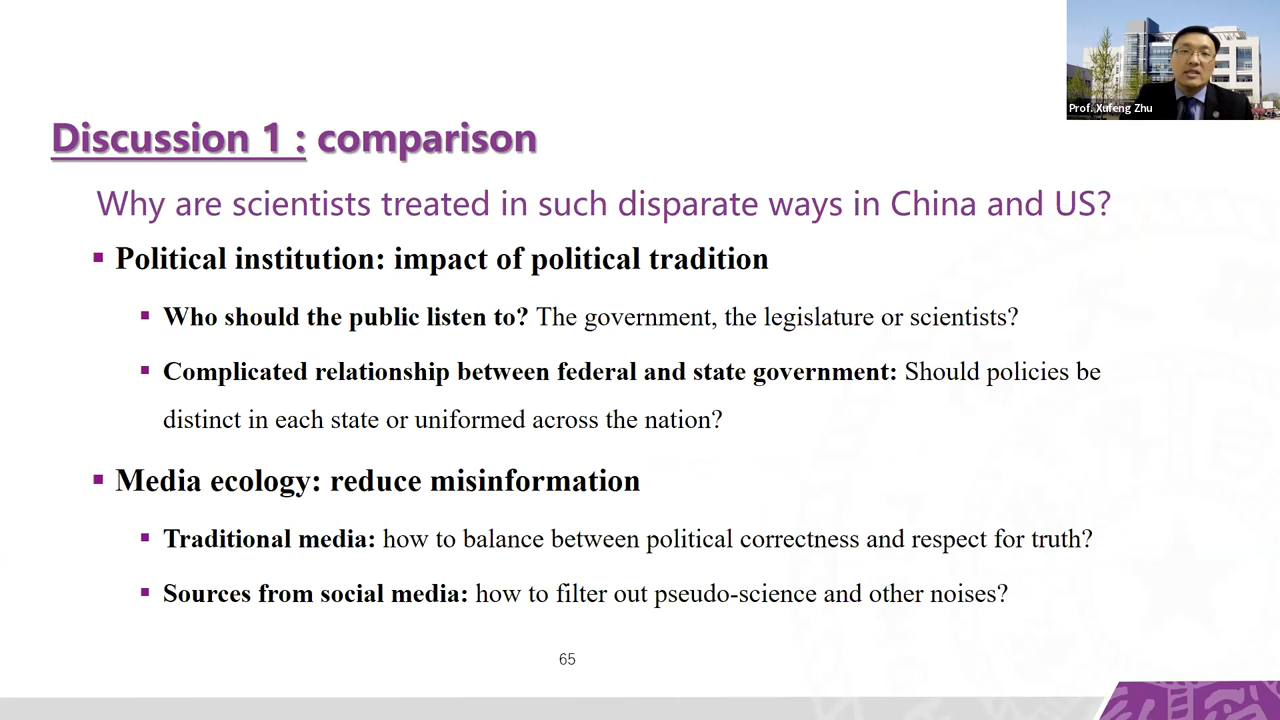 Prof. Xufeng Zhu
Discussion 1 : comparison
Why are scientists treated in such disparate ways in China and US?
▪ Political institution: impact of political tradition
▪ Who should the public listen to? The government, the legislature or scientists?
▪ Complicated relationship between federal and state government: Should policies be
distinct in each state or uniformed across the nation?
▪ Media ecology: reduce misinformation
▪ Traditional media: how to balance between political correctness and respect for truth?
▪ Sources from social media: how to filter out pseudo-science and other noises?
65